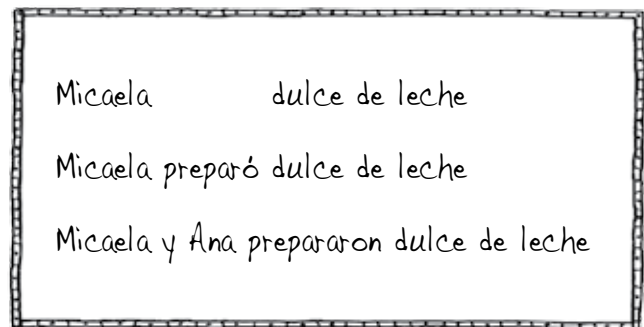 Micaela dulce de leche
Micaela preparó dulce de leche
Micaela y Ana prepararon dulce de leche